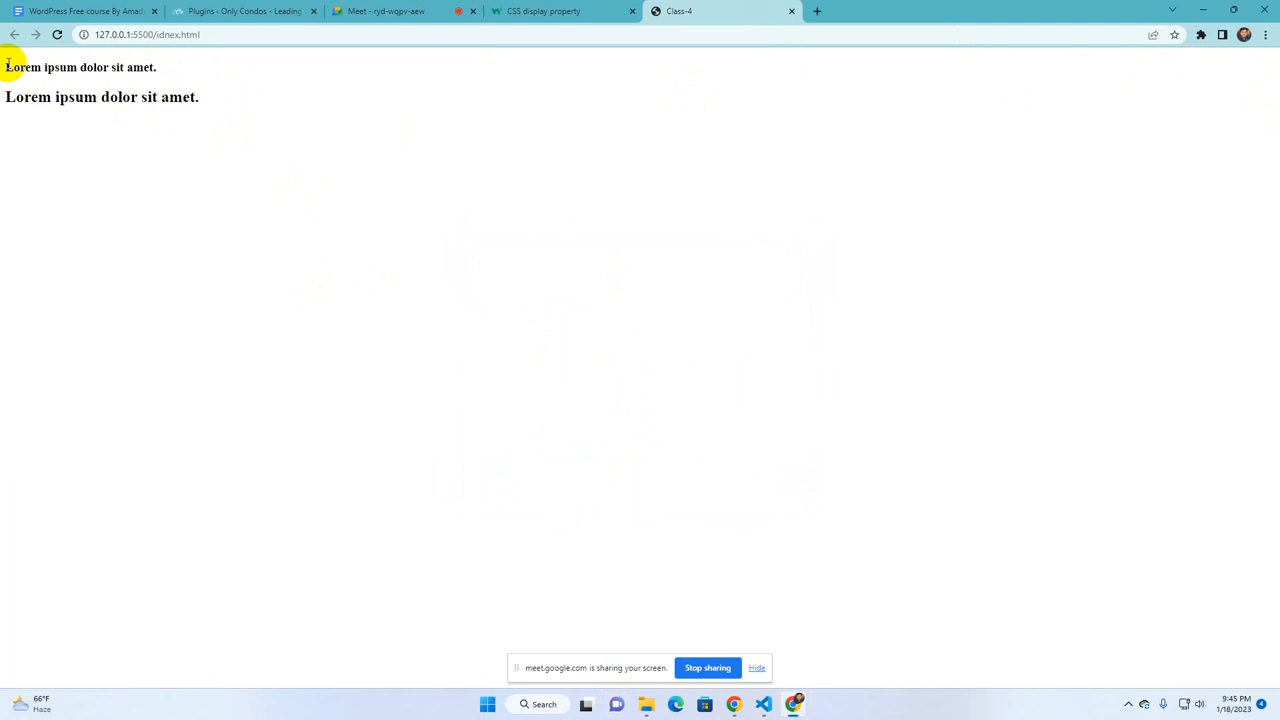 WordPress Free course By Amac
Plugins ‹ Only Condos - Leading
Meet - ryd-wqpv-aew
CSS display property
Class-4
127.0.0.1:5500/idnex.html
Lorem ipsum dolor sit amet.
Lorem ipsum dolor sit amet.
meet.google.com is sharing your screen.
Stop sharing
Hide
66°F
Haze
Search
9:45 PM
1/18/2023
4